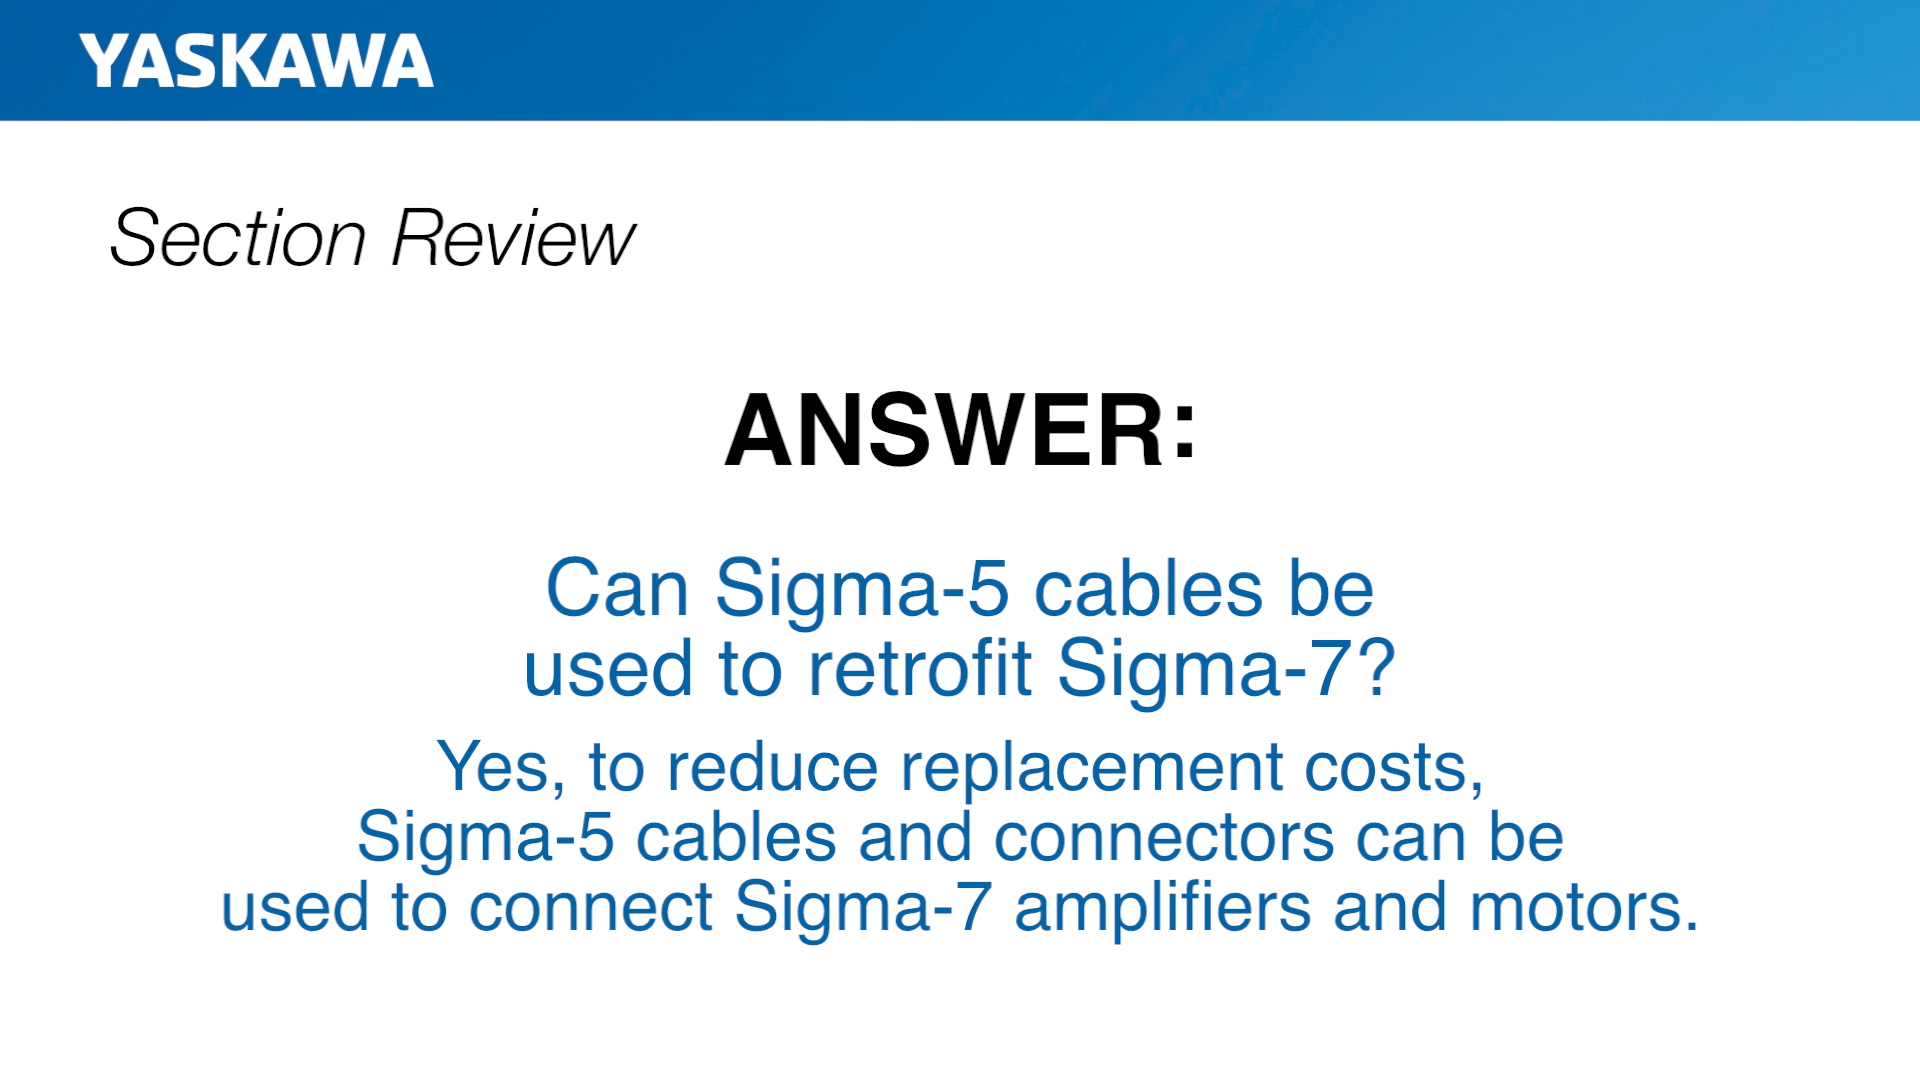 YASKAWA
Section Review
ANSWER:
Can Sigma-5 cables be
used to retrofit Sigma-7?
Yes, to reduce replacement costs,
Sigma-5 cables and connectors can be
used to connect Sigma-7 amplifiers and motors.